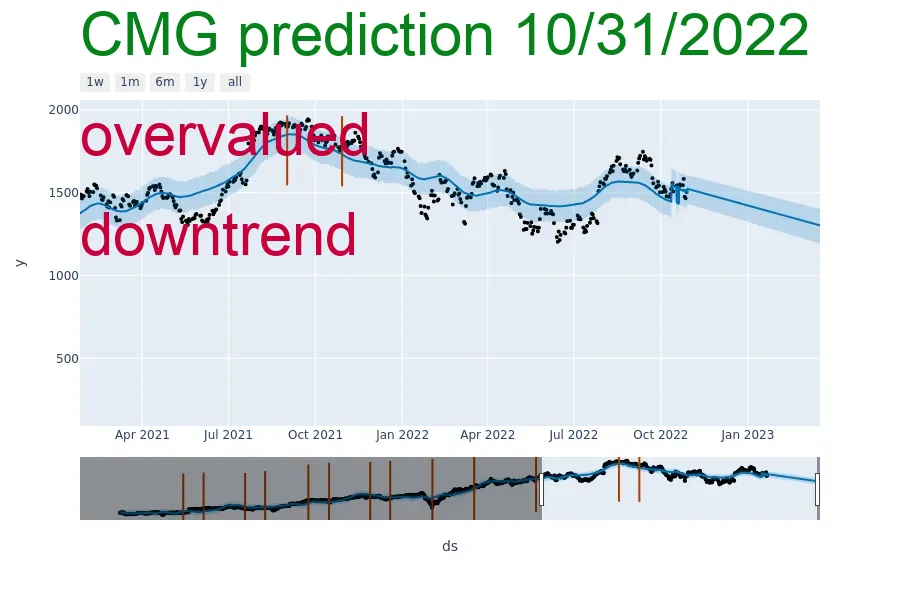 CMG prediction 10/31/2022
1w 1m 6m 1y all
2000
overvalued
1500
downtrend
1000
y
500
Apr 2021 Jul 2021 Oct 2021 Jan 2022 Apr 2022 Jul 2022 Oct 2022 Jan 2023
ds